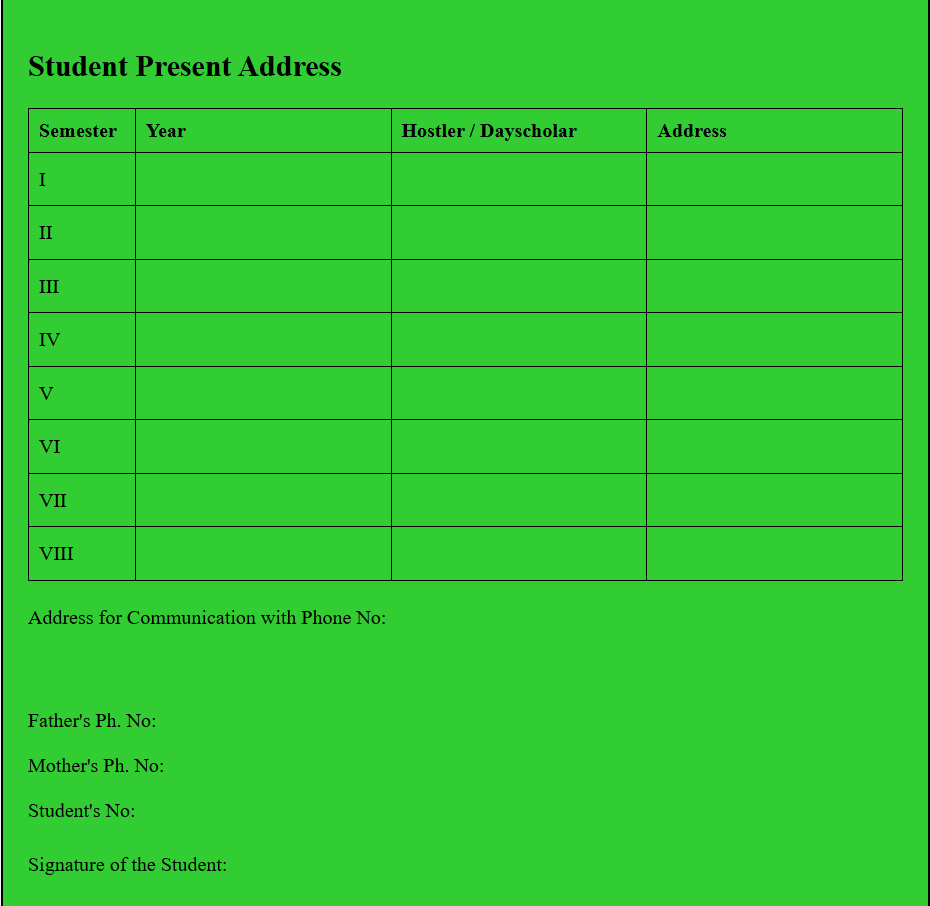 Student Present Address
Semester Year Hostler / Dayscholar Address
I
II
III
IV
V
VI
VII
VIII
Address for Communication with Phone No:
Father's Ph. No:
Mother's Ph. No:
Student's No:
Signature of the Student: